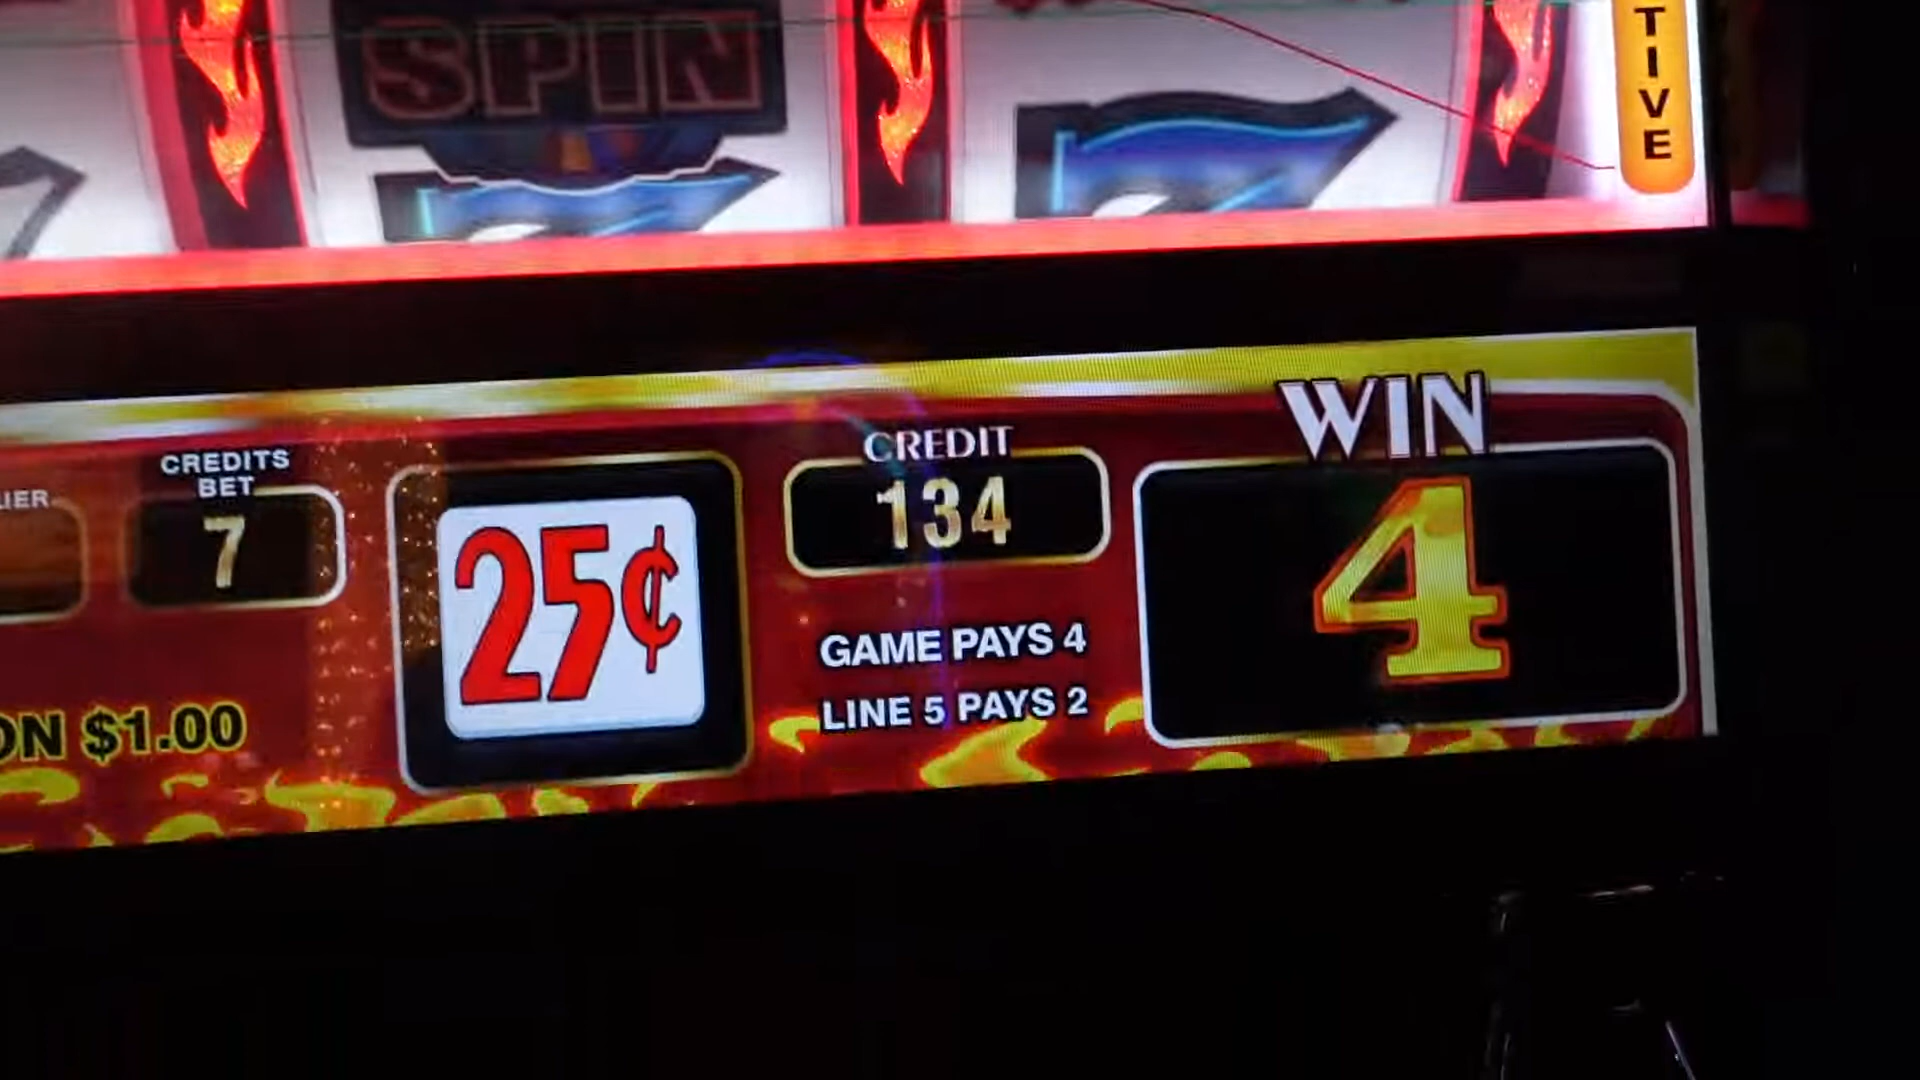 SPIN
TIVE
CREDITS
BET
7
25¢
CREDIT
134
WIN
4
GAME PAYS 4
LINE 5 PAYS 2
ON $1.00